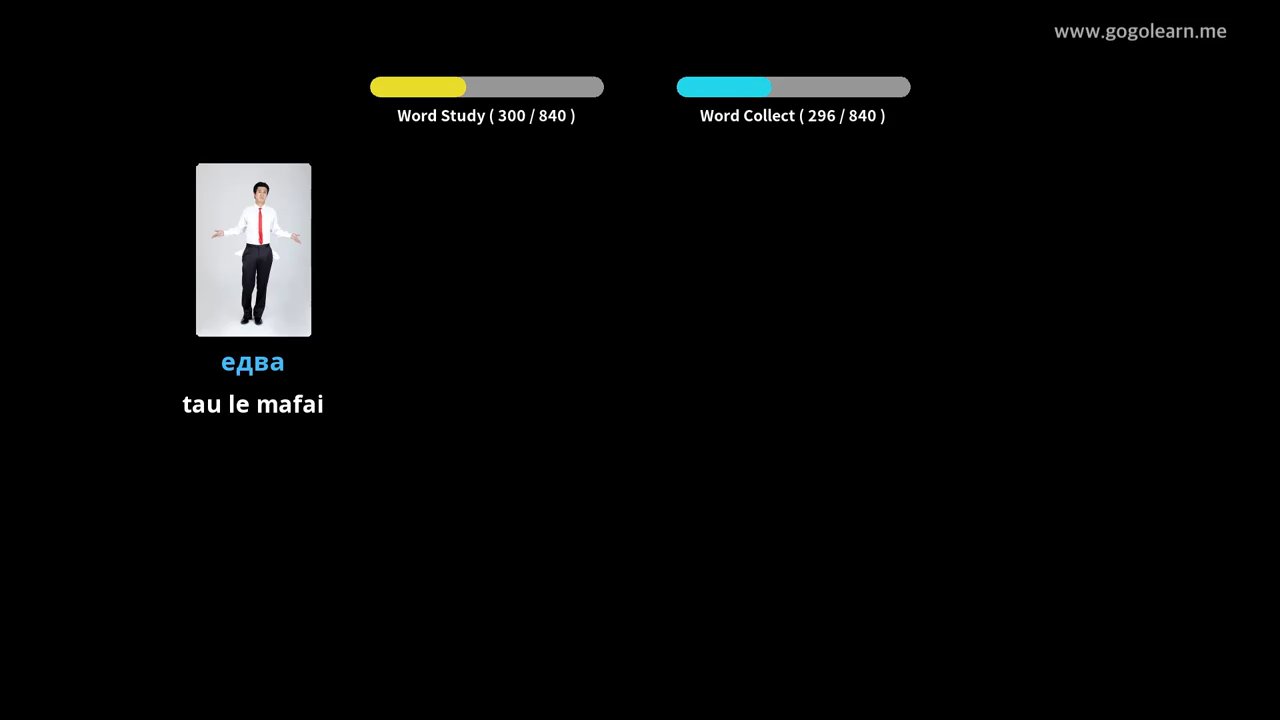 www.gogolearn.me
Word Study ( 300 / 840 )
Word Collect ( 296 / 840 )
едва
tau le mafai